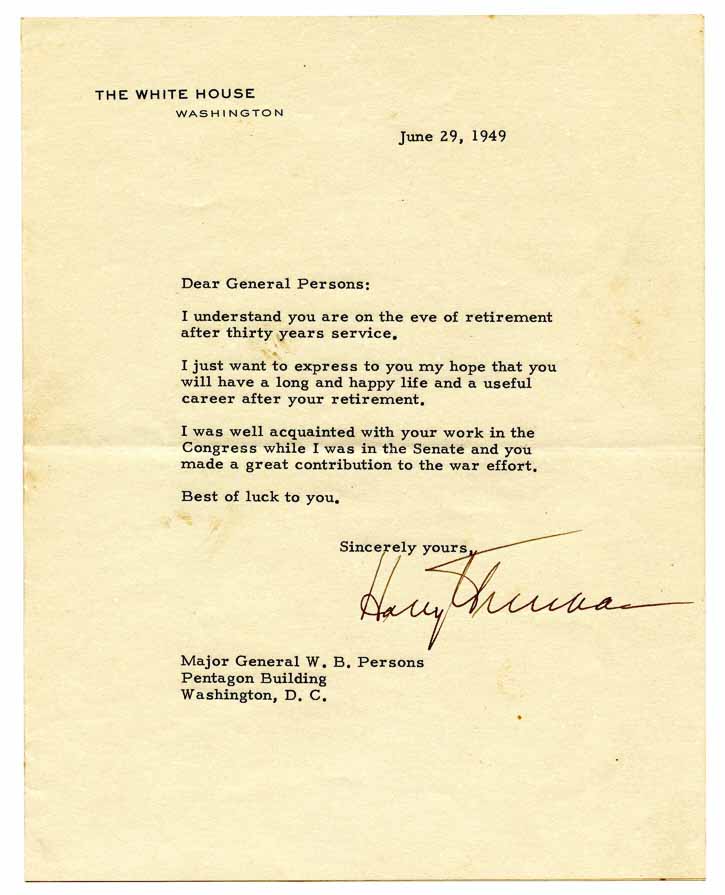 THE WHITE HOUSE
WASHINGTON
June 29, 1949
Dear General Persons:
I understand you are on the eve of retirement
after thirty years service.
I just want to express to you my hope that you
will have a long and happy life and a useful
career after your retirement.
I was well acquainted with your work in the
Congress while I was in the Senate and you
made a great contribution to the war effort.
Best of luck to you.
Sincerely yours,
Harry Truman
Major General W. B. Persons
Pentagon Building
Washington, D. C.